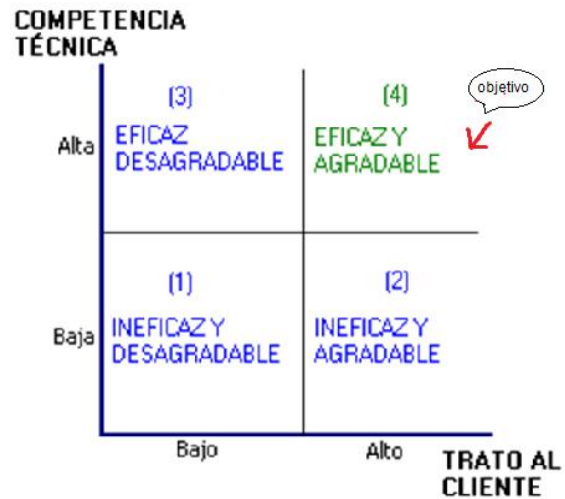 COMPETENCIA
TÉCNICA
(3)
(4)
objetivo
Alta
EFICAZ
DESAGRADABLE
EFICAZ Y
AGRADABLE
(1)
(2)
Baja
INEFICAZ Y
DESAGRADABLE
INEFICAZ Y
AGRADABLE
Bajo
Alto
TRATO AL
CLIENTE